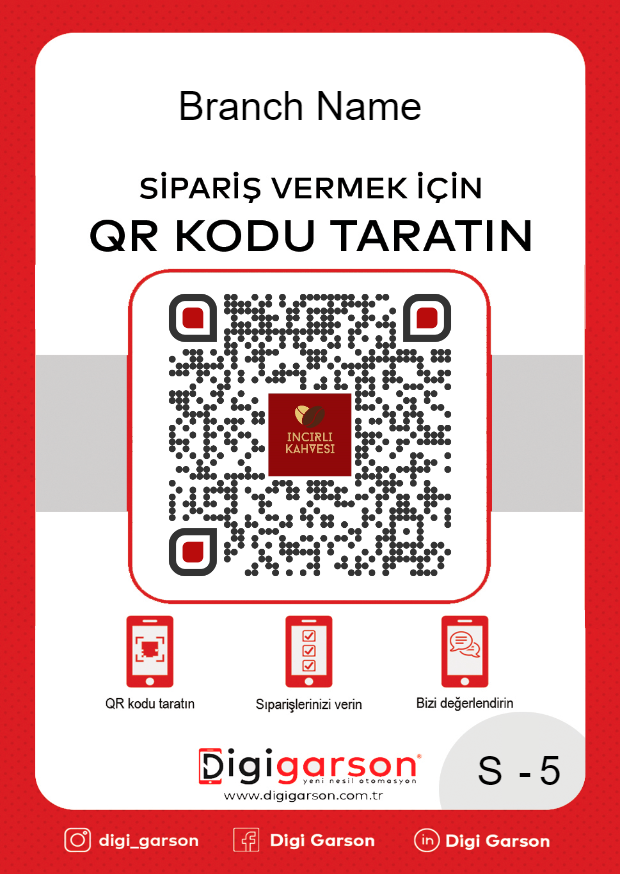 Branch Name
SİPARİŞ VERMEK İÇİN
QR KODU TARATIN
INCIRLI
KAHVESI
QR kodu taratın
Sıparişlerinizi verin
Bizi değerlendirin
Digigarson®
yeni nesil otomasyon
www.digigarson.com.tr
S - 5
digi_garson
Digi Garson
Digi Garson